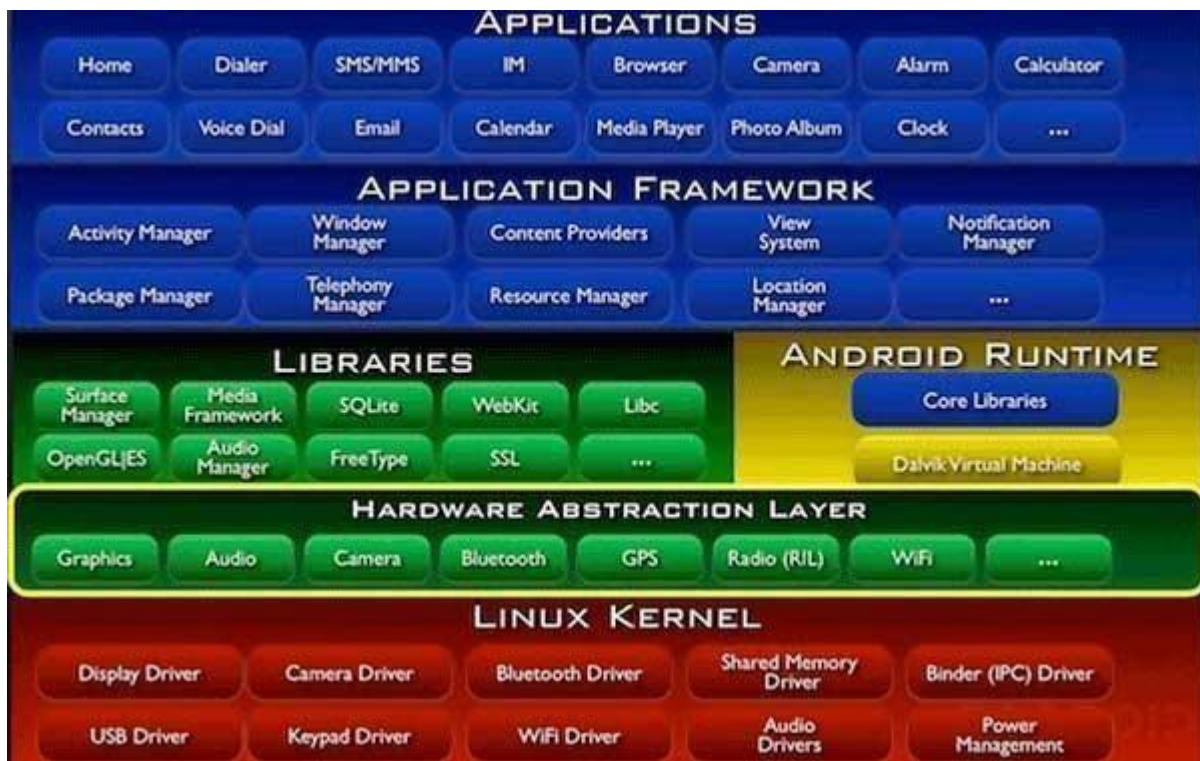 APPLICATIONS
Home Dialer SMS/MMS IM Browser Camera Alarm Calculator
Contacts Voice Dial Email Calendar Media Player Photo Album Clock ...
APPLICATION FRAMEWORK
Activity Manager Window Manager Content Providers View System Notification Manager
Package Manager Telephony Manager Resource Manager Location Manager ...
LIBRARIES
Surface Manager Media Framework SQLite WebKit Libc
OpenGL|ES Audio Manager FreeType SSL ...
ANDROID RUNTIME
Core Libraries
Dalvik Virtual Machine
HARDWARE ABSTRACTION LAYER
Graphics Audio Camera Bluetooth GPS Radio (RIL) WiFi ...
LINUX KERNEL
Display Driver Camera Driver Bluetooth Driver Shared Memory Driver Binder (IPC) Driver
USB Driver Keypad Driver WiFi Driver Audio Drivers Power Management